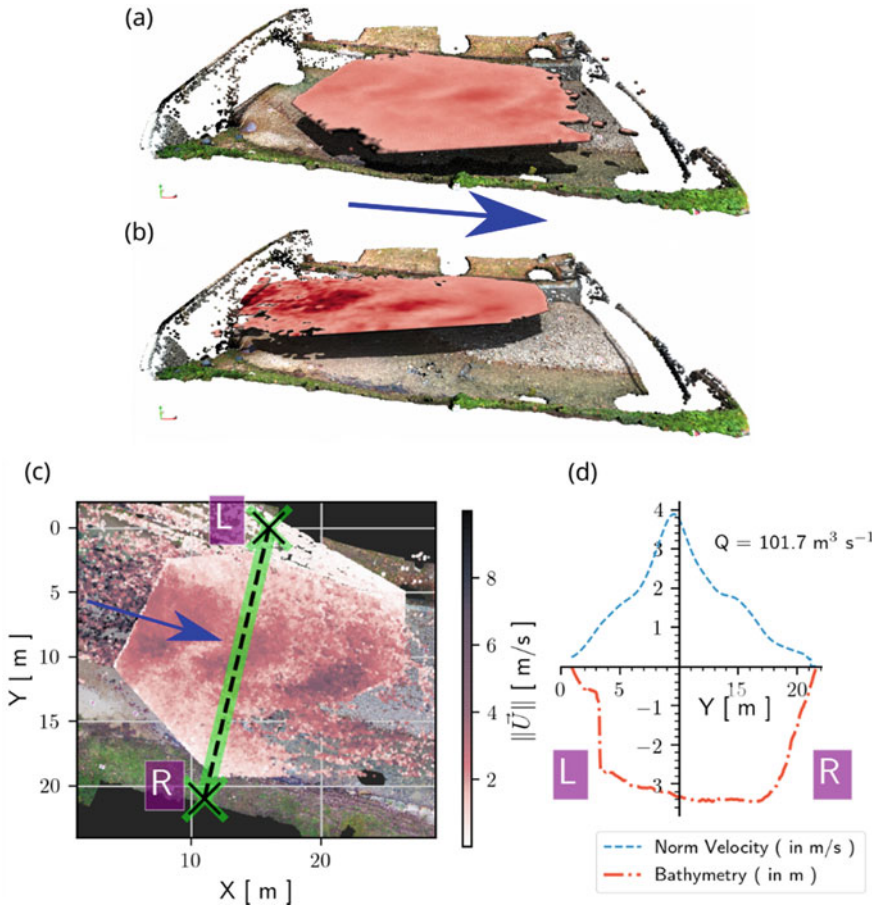 (a)
(b)
(c)
(d)
L
R
0
5
10
15
20
Y [ m ]
10
20
X [ m ]
8
6
4
2
||Ū|| [ m/s ]
4
3
2
1
Q = 101.7 m³ s⁻¹
0
5
15
20
Y [ m ]
-1
-2
-3
L
R
Norm Velocity ( in m/s )
Bathymetry ( in m )